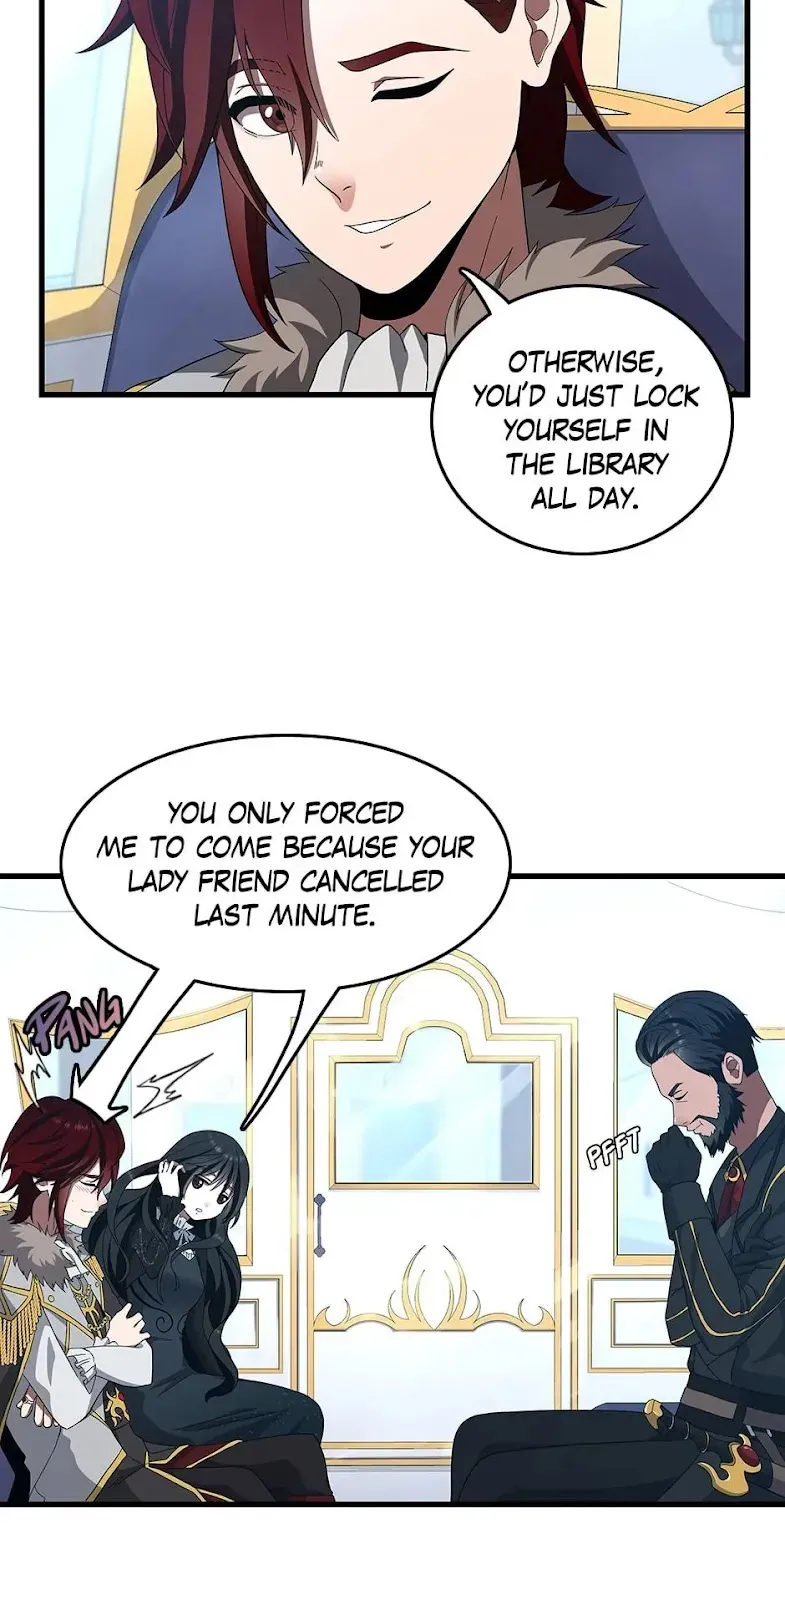 OTHERWISE,
YOU'D JUST LOCK
YOURSELF IN
THE LIBRARY
ALL DAY.
YOU ONLY FORCED
ME TO COME BECAUSE YOUR
LADY FRIEND CANCELLED
LAST MINUTE.
PANG
PFFT